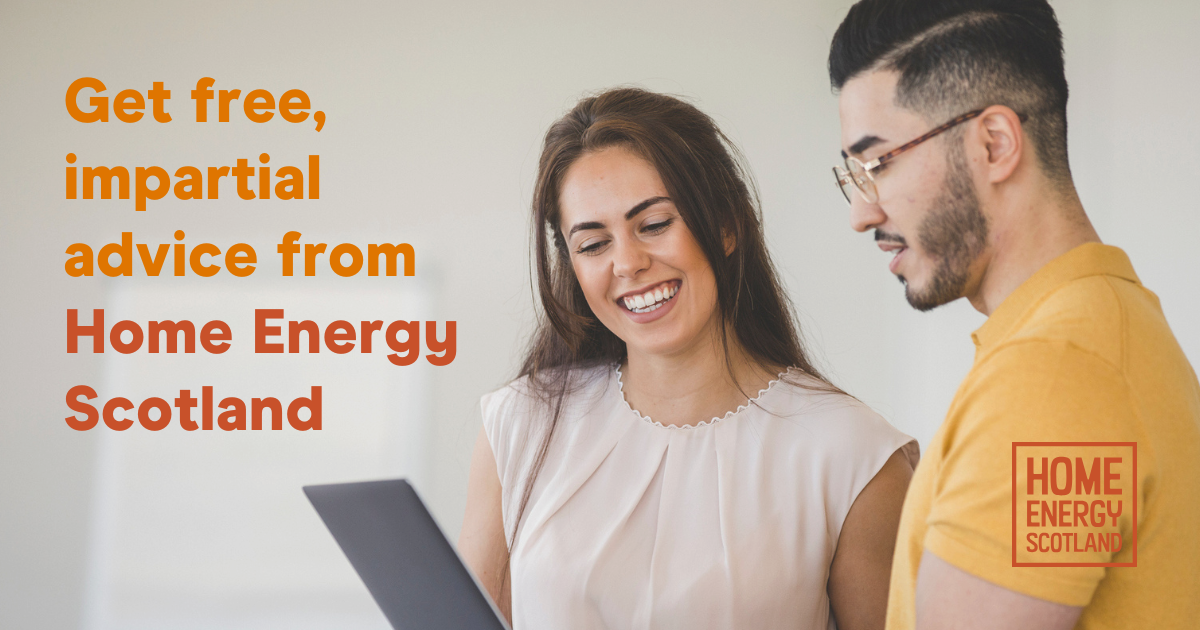 Get free,
impartial
advice from
Home Energy
Scotland
HOME
ENERGY
SCOTLAND